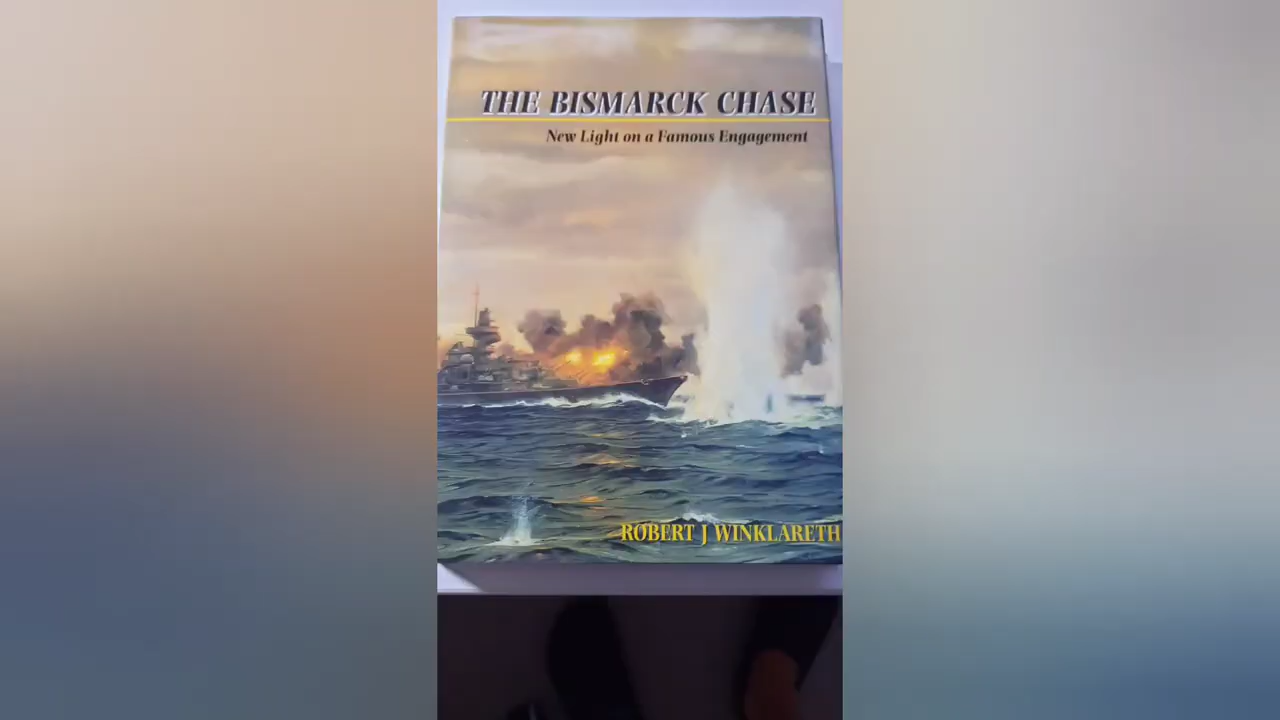 THE BISMARCK CHASE
New Light on a Famous Engagement
ROBERT J WINKLARETH